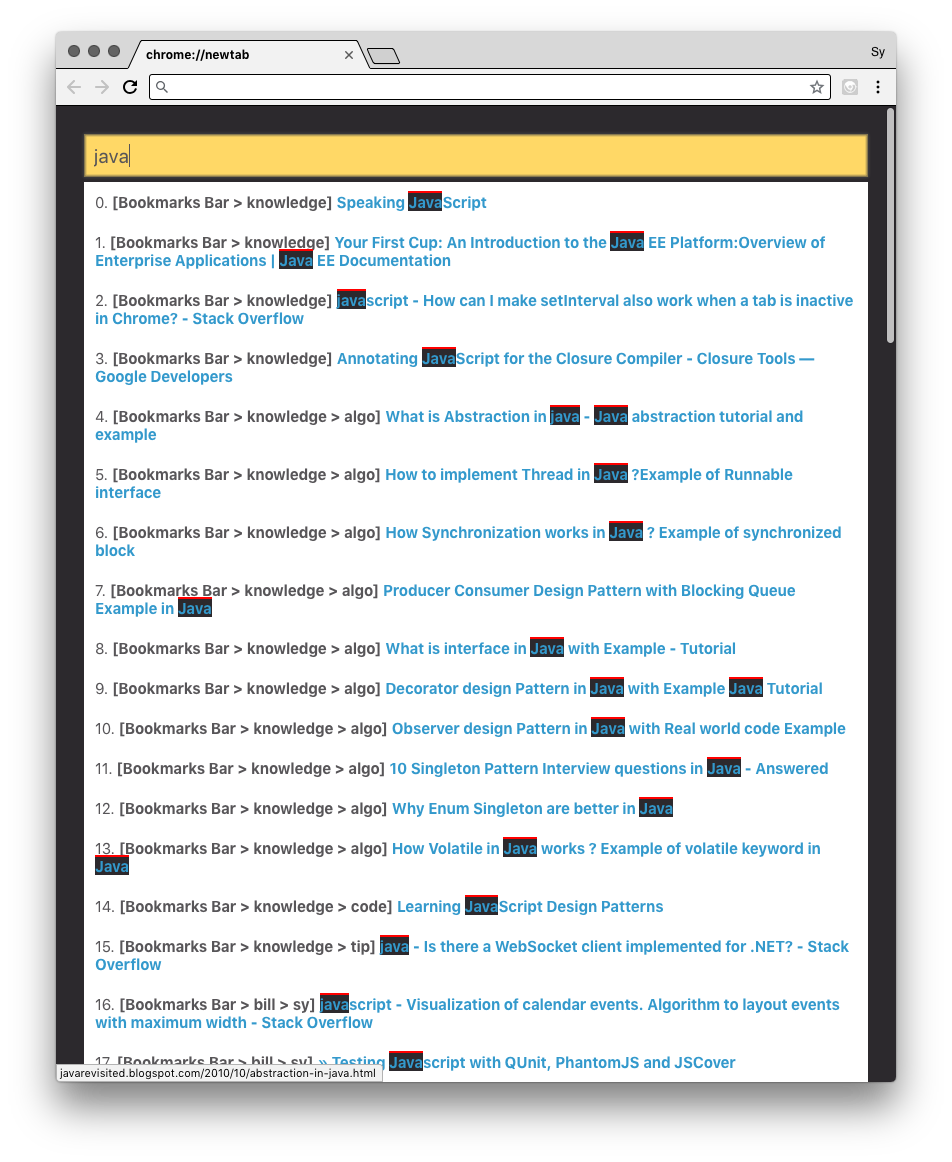 chrome://newtab
Sy
java
0. [Bookmarks Bar > knowledge] Speaking JavaScript
1. [Bookmarks Bar > knowledge] Your First Cup: An Introduction to the Java EE Platform:Overview of
Enterprise Applications | Java EE Documentation
2. [Bookmarks Bar > knowledge] javascript - How can I make setInterval also work when a tab is inactive
in Chrome? - Stack Overflow
3. [Bookmarks Bar > knowledge] Annotating JavaScript for the Closure Compiler - Closure Tools —
Google Developers
4. [Bookmarks Bar > knowledge > algo] What is Abstraction in java - Java abstraction tutorial and
example
5. [Bookmarks Bar > knowledge > algo] How to implement Thread in Java ?Example of Runnable
interface
6. [Bookmarks Bar > knowledge > algo] How Synchronization works in Java ? Example of synchronized
block
7. [Bookmarks Bar > knowledge > algo] Producer Consumer Design Pattern with Blocking Queue
Example in Java
8. [Bookmarks Bar > knowledge > algo] What is interface in Java with Example - Tutorial
9. [Bookmarks Bar > knowledge > algo] Decorator design Pattern in Java with Example Java Tutorial
10. [Bookmarks Bar > knowledge > algo] Observer design Pattern in Java with Real world code Example
11. [Bookmarks Bar > knowledge > algo] 10 Singleton Pattern Interview questions in Java - Answered
12. [Bookmarks Bar > knowledge > algo] Why Enum Singleton are better in Java
13. [Bookmarks Bar > knowledge > algo] How Volatile in Java works ? Example of volatile keyword in
Java
14. [Bookmarks Bar > knowledge > code] Learning JavaScript Design Patterns
15. [Bookmarks Bar > knowledge > tip] java - Is there a WebSocket client implemented for .NET? - Stack
Overflow
16. [Bookmarks Bar > bill > sy] javascript - Visualization of calendar events. Algorithm to layout events
with maximum width - Stack Overflow
17. [Bookmarks Bar > bill > sy] » Testing Javascript with QUnit, PhantomJS and JSCover
javarevisited.blogspot.com/2010/10/abstraction-in-java.html